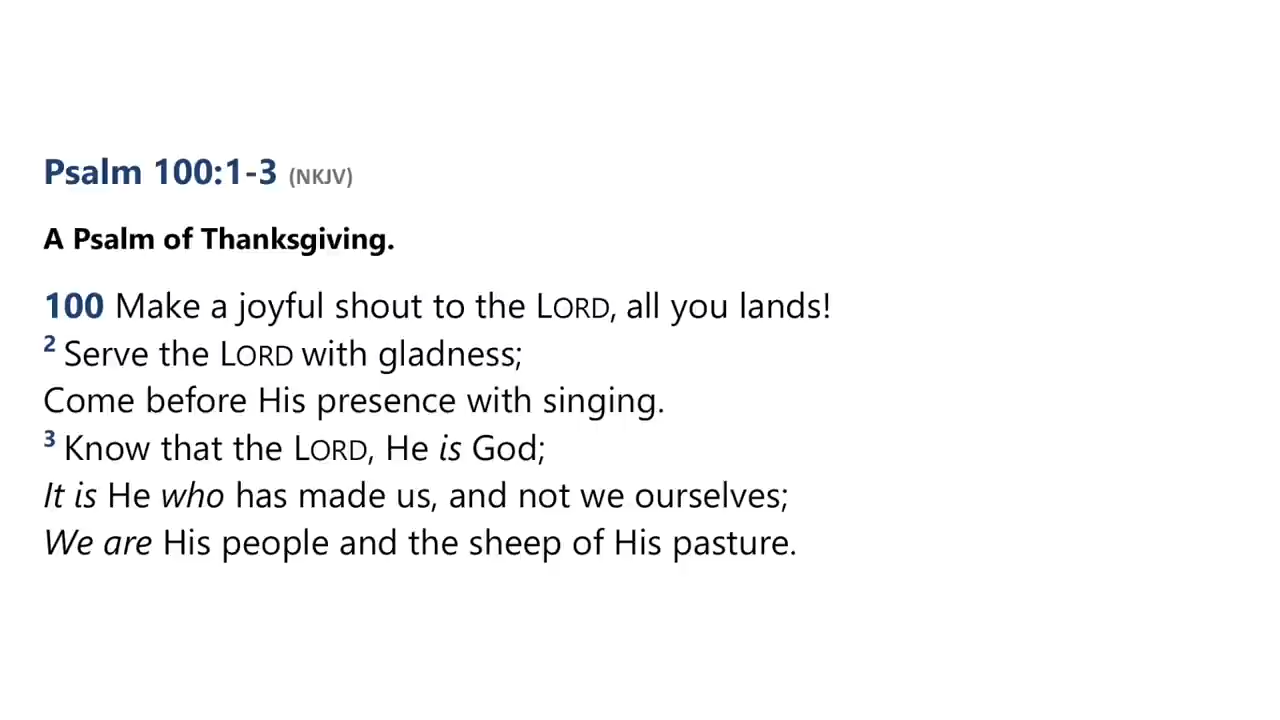 Psalm 100:1-3 (NKJV)
A Psalm of Thanksgiving.
100 Make a joyful shout to the LORD, all you lands!
2 Serve the LORD with gladness;
Come before His presence with singing.
3 Know that the LORD, He is God;
It is He who has made us, and not we ourselves;
We are His people and the sheep of His pasture.